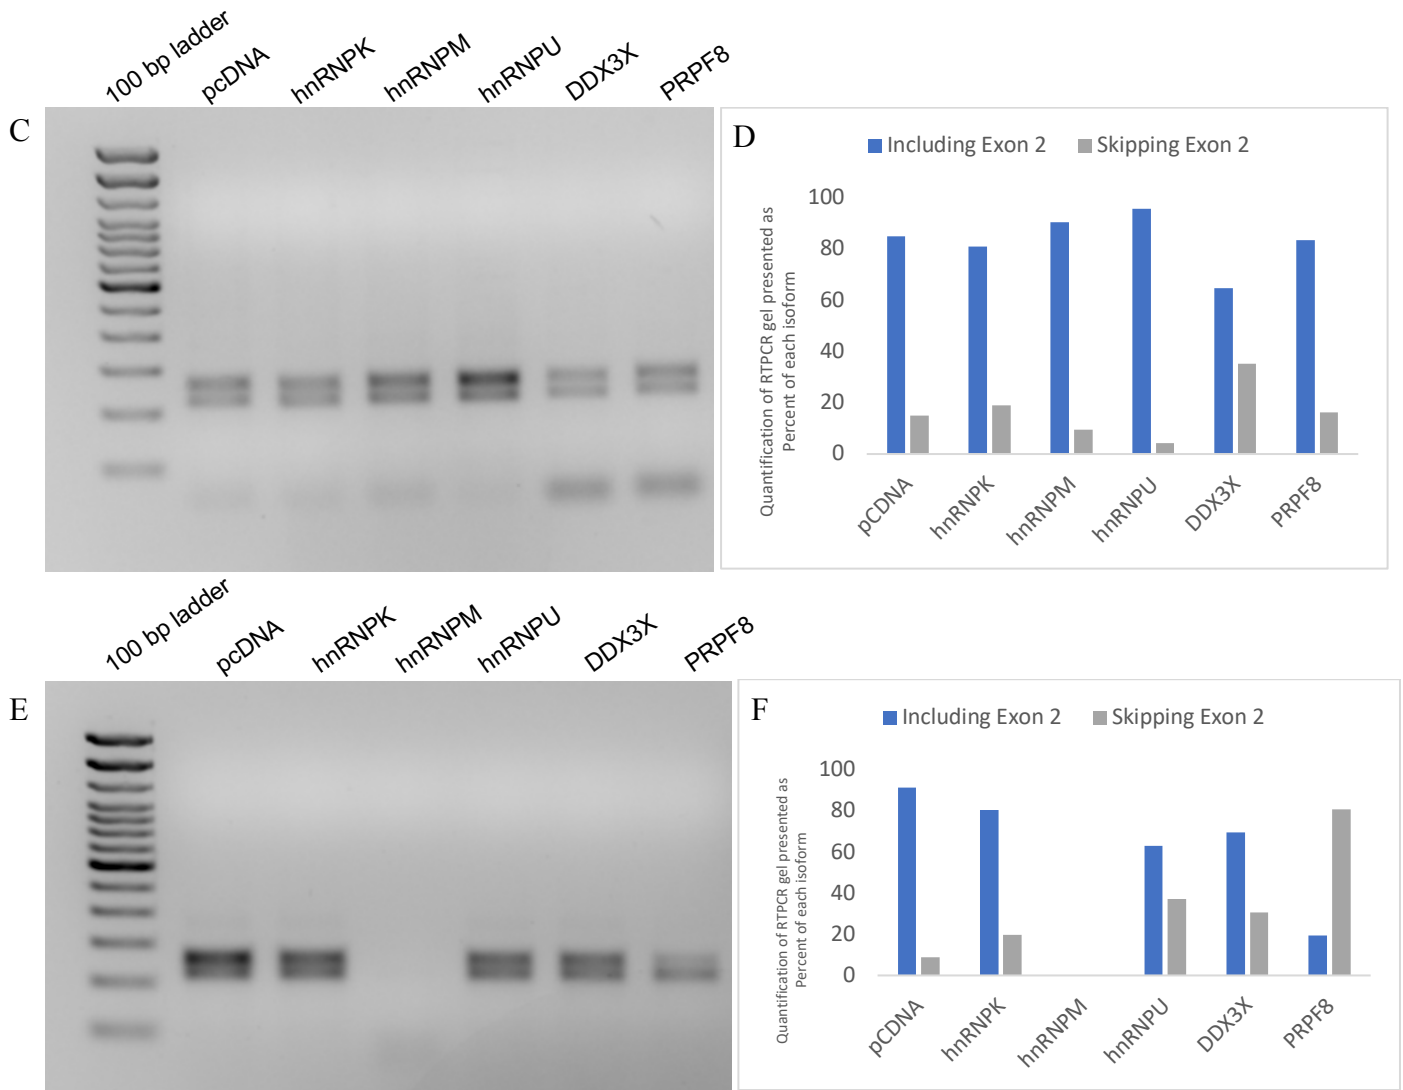 100 bp ladder
pcDNA
hnRNPK
hnRNPM
hnRNPU
DDX3X
PRPF8
C
D
Including Exon 2
Skipping Exon 2
Quantification of RTPCR gel presented as
Percent of each isoform
100
80
60
40
20
0
pCDNA
hnRNPK
hnRNPM
hnRNPU
DDX3X
PRPF8
100 bp ladder
pcDNA
hnRNPK
hnRNPM
hnRNPU
DDX3X
PRPF8
E
F
Including Exon 2
Skipping Exon 2
Quantification of RTPCR gel presented as
Percent of each isoform
100
80
60
40
20
0
pCDNA
hnRNPK
hnRNPM
hnRNPU
DDX3X
PRPF8